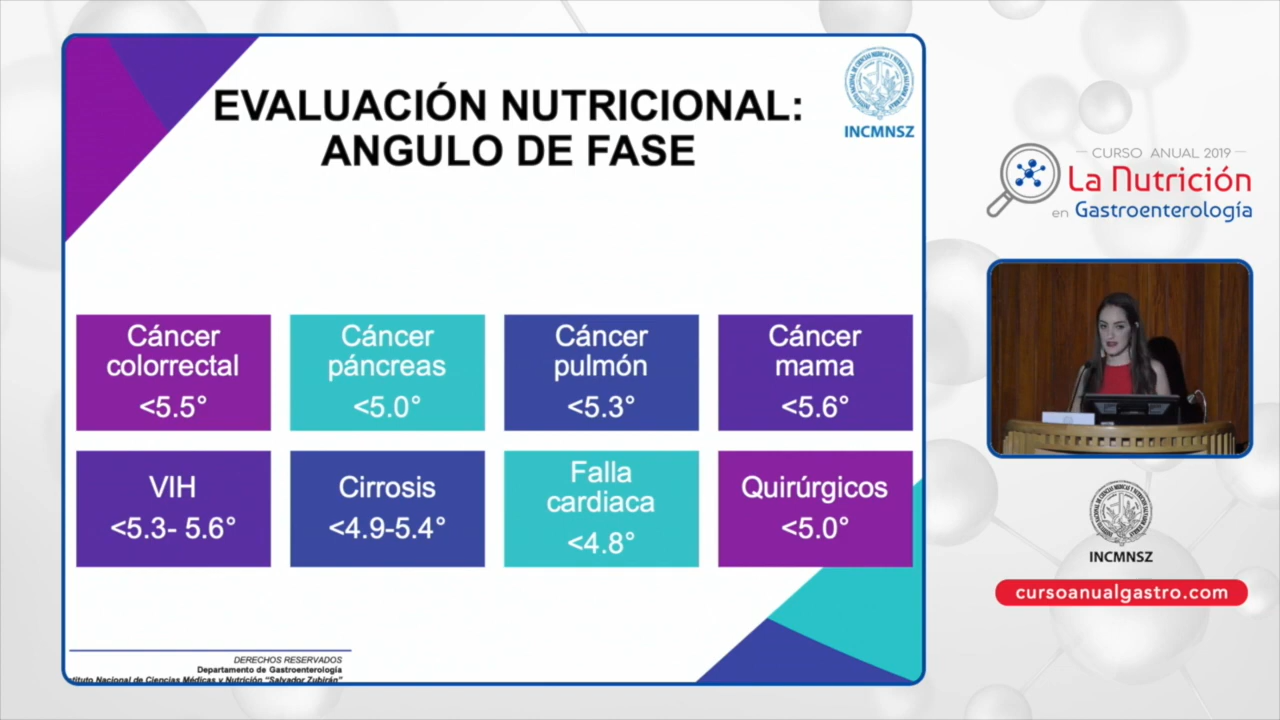 EVALUACIÓN NUTRICIONAL:
ANGULO DE FASE
INCMNSZ
Cáncer
colorrectal
<5.5°
Cáncer
páncreas
<5.0°
Cáncer
pulmón
<5.3°
Cáncer
mama
<5.6°
VIH
<5.3- 5.6°
Cirrosis
<4.9-5.4°
Falla
cardiaca
<4.8°
Quirúrgicos
<5.0°
DERECHOS RESERVADOS
Departamento de Gastroenterología
tituto Nacional de Ciencias Médicas y Nutrición "Salvador Zubirán"
CURSO ANUAL 2019
La Nutrición
en Gastroenterología
INCMNSZ
cursoanualgastro.com